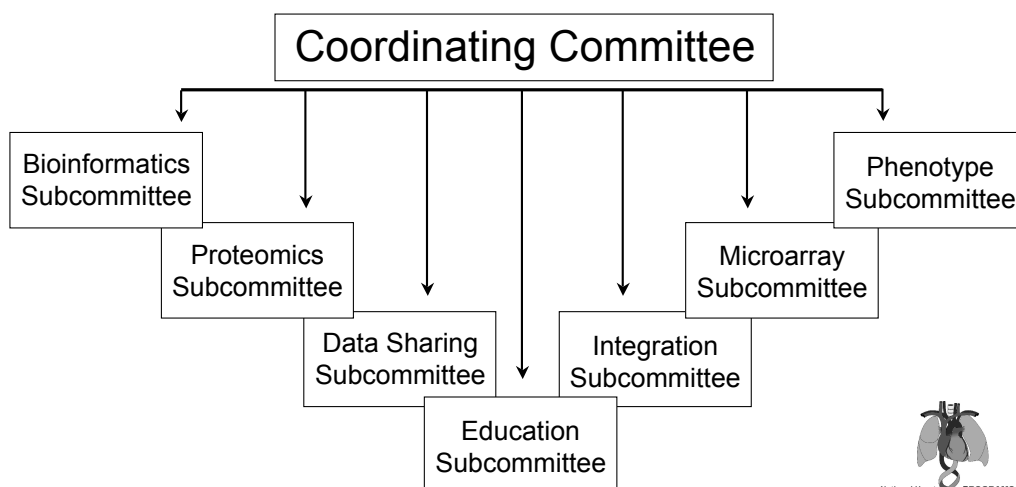 Coordinating Committee
Bioinformatics
Subcommittee
Phenotype
Subcommittee
Proteomics
Subcommittee
Microarray
Subcommittee
Data Sharing
Subcommittee
Integration
Subcommittee
Education
Subcommittee